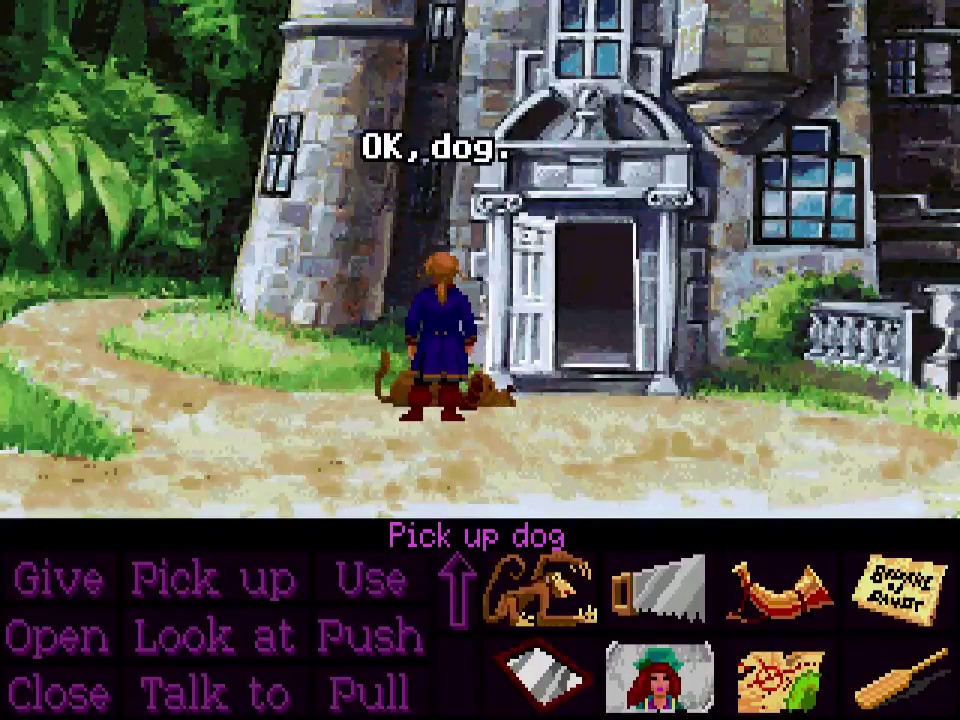 OK, dog.
Pick up dog
Give Pick up Use
Open Look at Push
Close Talk to Pull